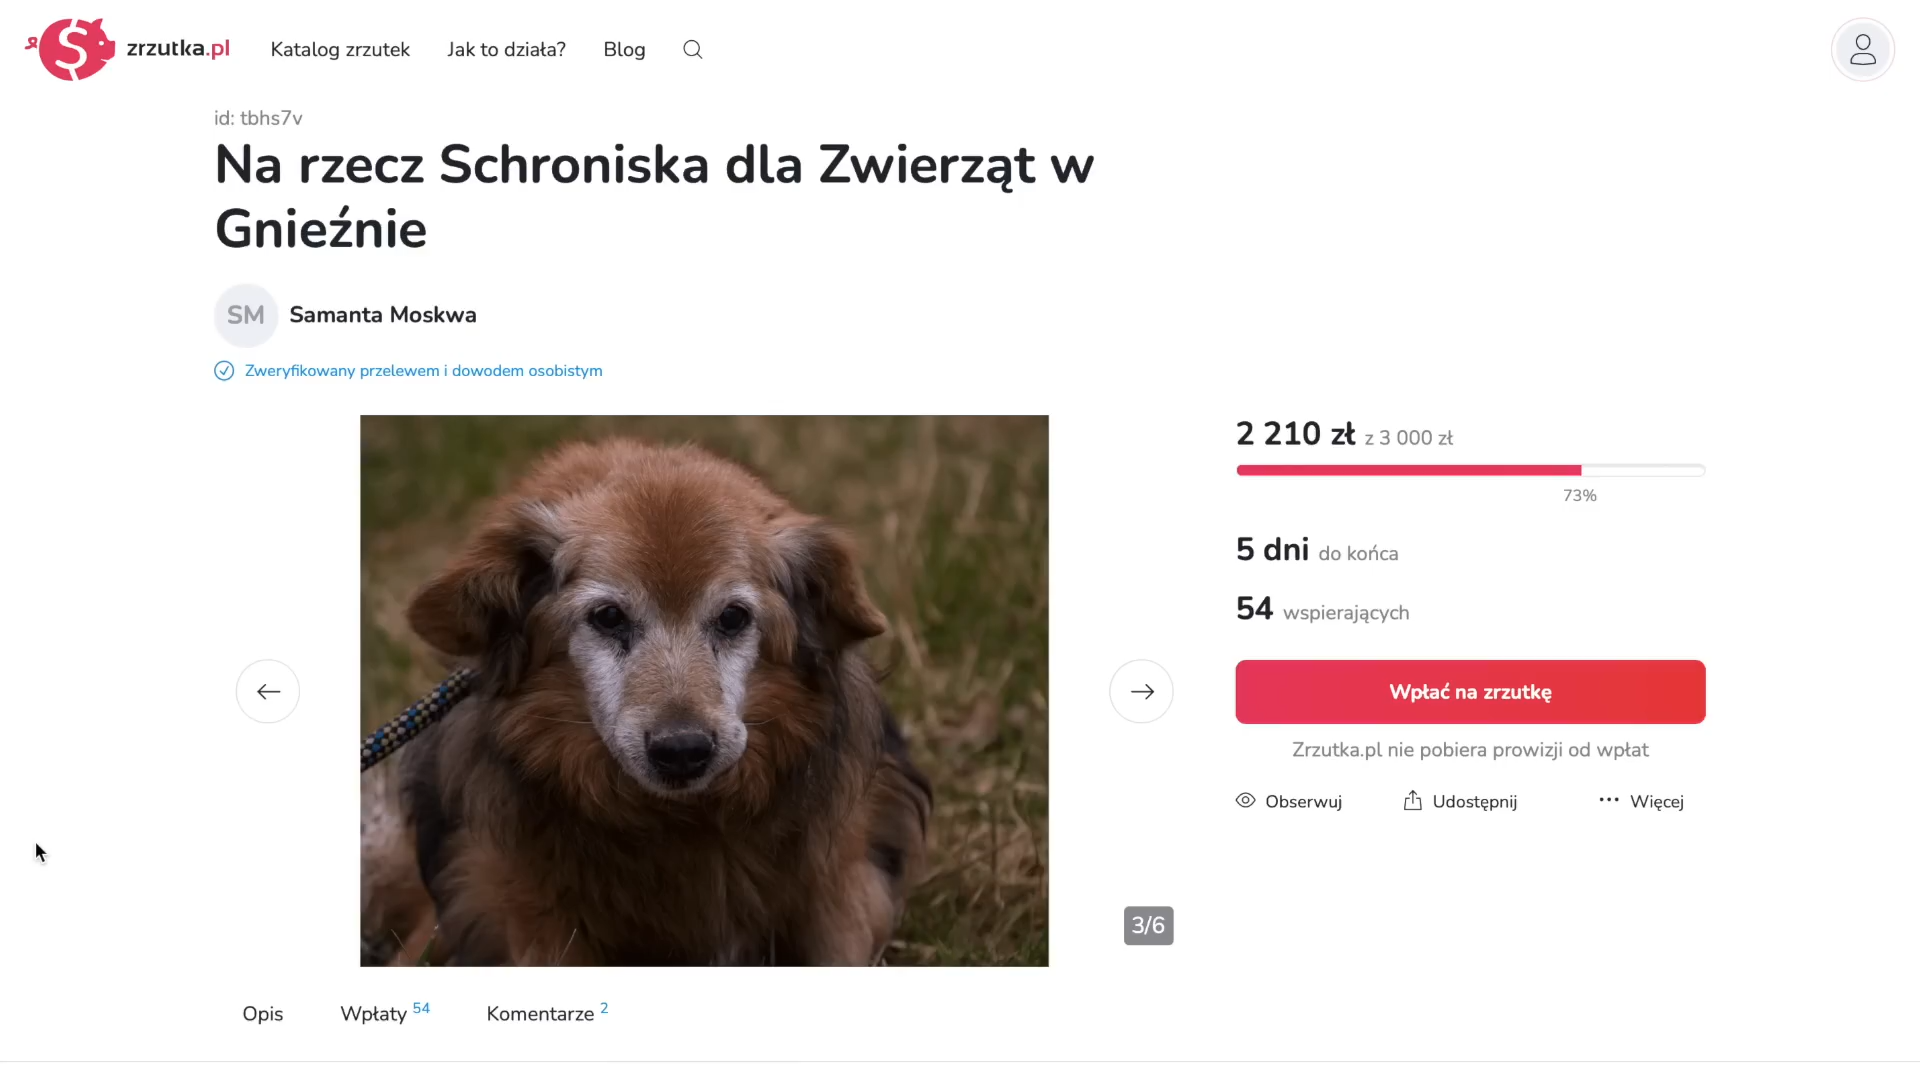 zrzutka.pl
Katalog zrzutek
Jak to działa?
Blog
id: tbhs7v
Na rzecz Schroniska dla Zwierząt w
Gnieźnie
SM
Samanta Moskwa
Zweryfikowany przelewem i dowodem osobistym
2 210 zł z 3 000 zł
73%
5 dni do końca
54 wspierających
Wpłać na zrzutkę
Zrzutka.pl nie pobiera prowizji od wpłat
Obserwuj
Udostępnij
Więcej
3/6
Opis
Wpłaty 54
Komentarze 2